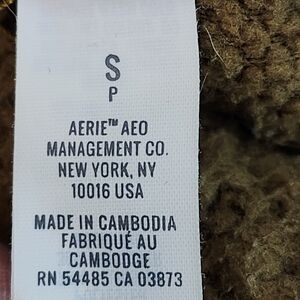 S
P
AERIE™ AEO
MANAGEMENT CO.
NEW YORK, NY
10016 USA
MADE IN CAMBODIA
FABRIQUÉ AU
CAMBODGE
RN 54485 CA 03873